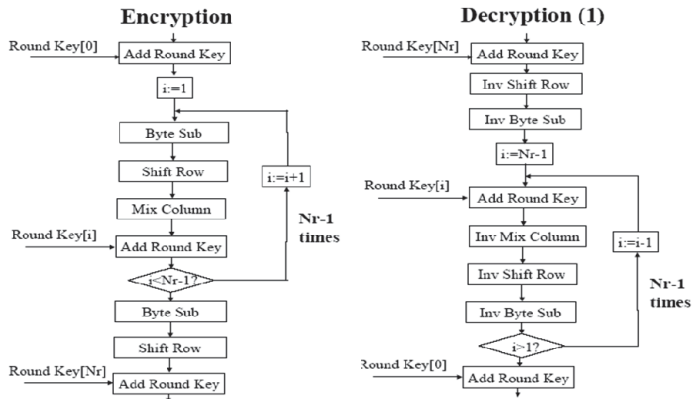 Encryption
Round Key[0]
Add Round Key
i:=1
Byte Sub
Shift Row
i:=i+1
Mix Column
Nr-1
times
Round Key[i]
Add Round Key
i<Nr-1?
Byte Sub
Shift Row
Round Key[Nr]
Add Round Key
Decryption (1)
Round Key[Nr]
Add Round Key
Inv Shift Row
Inv Byte Sub
i:=Nr-1
Round Key[i]
Add Round Key
Inv Mix Column
i:=i-1
Inv Shift Row
Nr-1
times
Inv Byte Sub
i>1?
Round Key[0]
Add Round Key